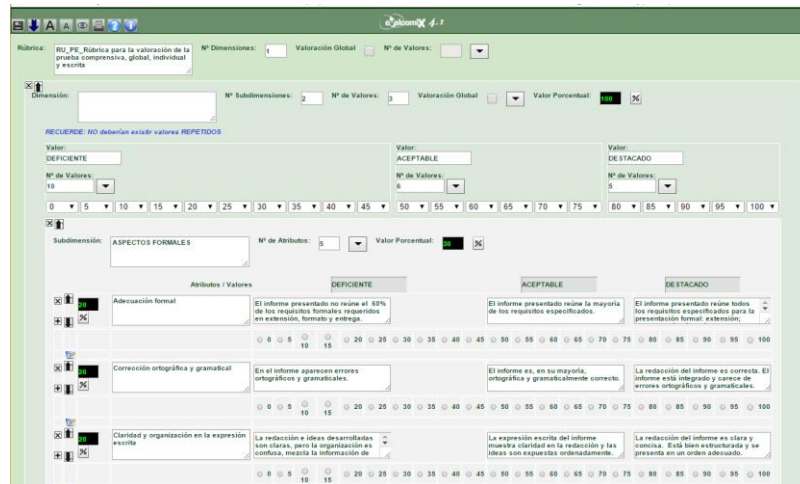 A A
Rúbrica: RU_PE_Rúbrica para la valoración de la prueba comprensiva, global, individual y escrita Nº Dimensiones: 1 Valoración Global Nº de Valores:
Dimensión: Nº Subdimensiones: 2 Nº de Valores: 3 Valoración Global Valor Porcentual: 100 %
RECUERDE: NO deberían existir valores REPETIDOS
Valor: Valor: Valor:
DEFICIENTE ACEPTABLE DESTACADO
Nº de Valores: Nº de Valores: Nº de Valores:
10 6 5
0 5 10 15 20 25 30 35 40 45 50 55 60 65 70 75 80 85 90 95 100
Subdimensión: ASPECTOS FORMALES Nº de Atributos: 5 Valor Porcentual: 30 %
Atributos / Valores DEFICIENTE ACEPTABLE DESTACADO
20 % Adecuación formal
El informe presentado no reúne el 60%
de los requisitos formales requeridos
en extensión, formato y entrega.
El informe presentado reúne la mayoría
de los requisitos especificados.
El informe presentado reúne todos
los requisitos especificados para la
presentación formal: extensión;
0 5 10 15 20 25 30 35 40 45 50 55 60 65 70 75 80 85 90 95 100
20 % Corrección ortográfica y gramatical
En el informe aparecen errores
ortográficos y gramaticales.
El informe es, en su mayoría,
ortográfica y gramaticalmente correcto.
La redacción del informe es correcta. El
informe está integrado y carece de
errores ortográficos y gramaticales.
0 5 10 15 20 25 30 35 40 45 50 55 60 65 70 75 80 85 90 95 100
20 % Claridad y organización en la expresión
escrita
La redacción e ideas desarrolladas
son claras, pero la organización es
confusa, mezcla la información de
La expresión escrita del informe
muestra claridad en la redacción y las
ideas son expuestas ordenadamente.
La redacción del informe es clara y
concisa. Está bien estructurada y se
presenta en un orden adecuado.
0 5 10 15 20 25 30 35 40 45 50 55 60 65 70 75 80 85 90 95 100